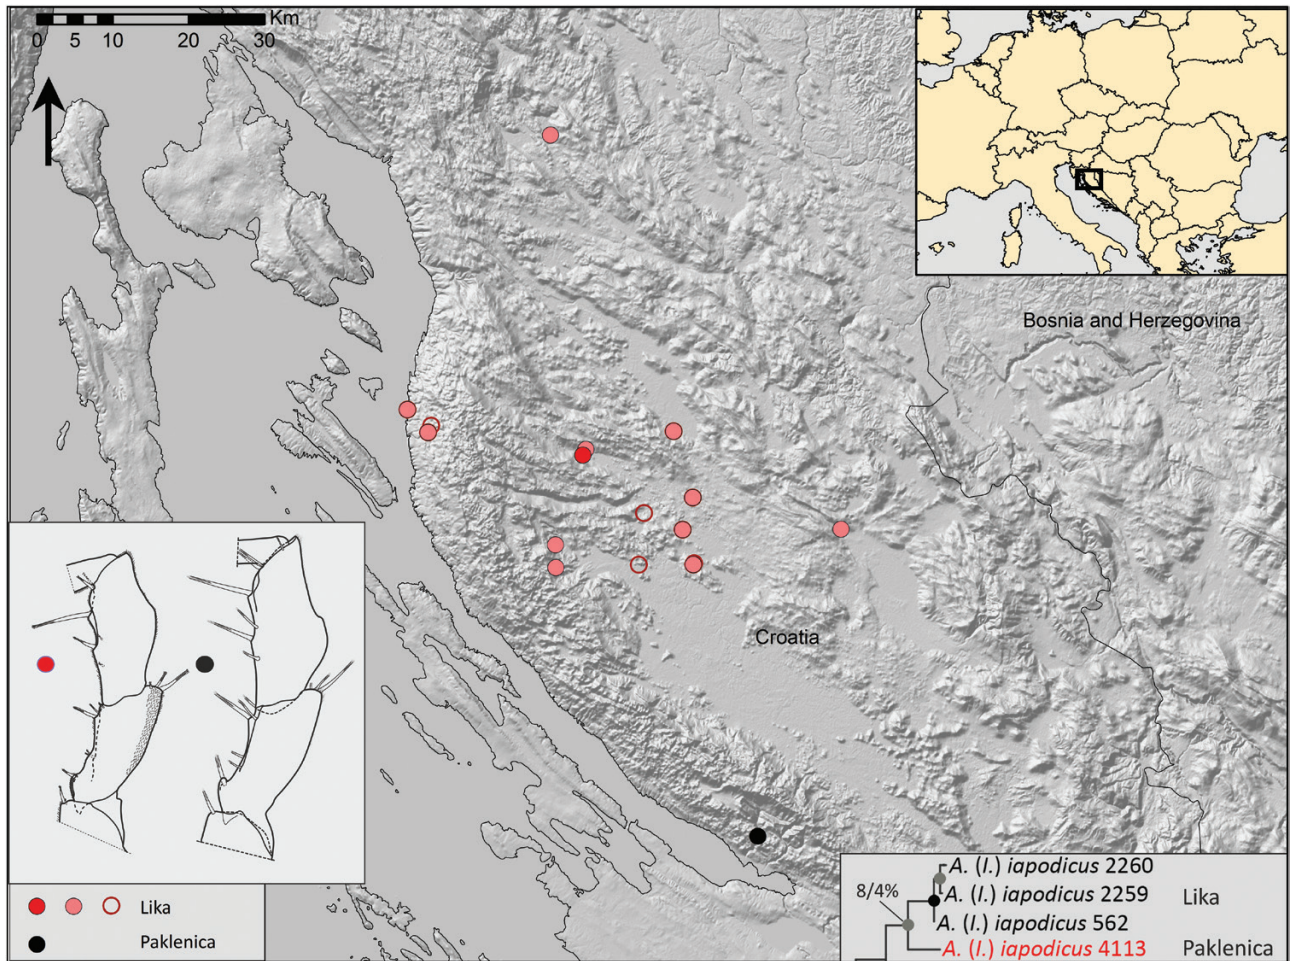 Km
0 5 10 20 30
Bosnia and Herzegovina
Croatia
Lika
Paklenica
8/4%
A. (I.) iapodicus 2260
A. (I.) iapodicus 2259
Lika
A. (I.) iapodicus 562
A. (I.) iapodicus 4113 Paklenica